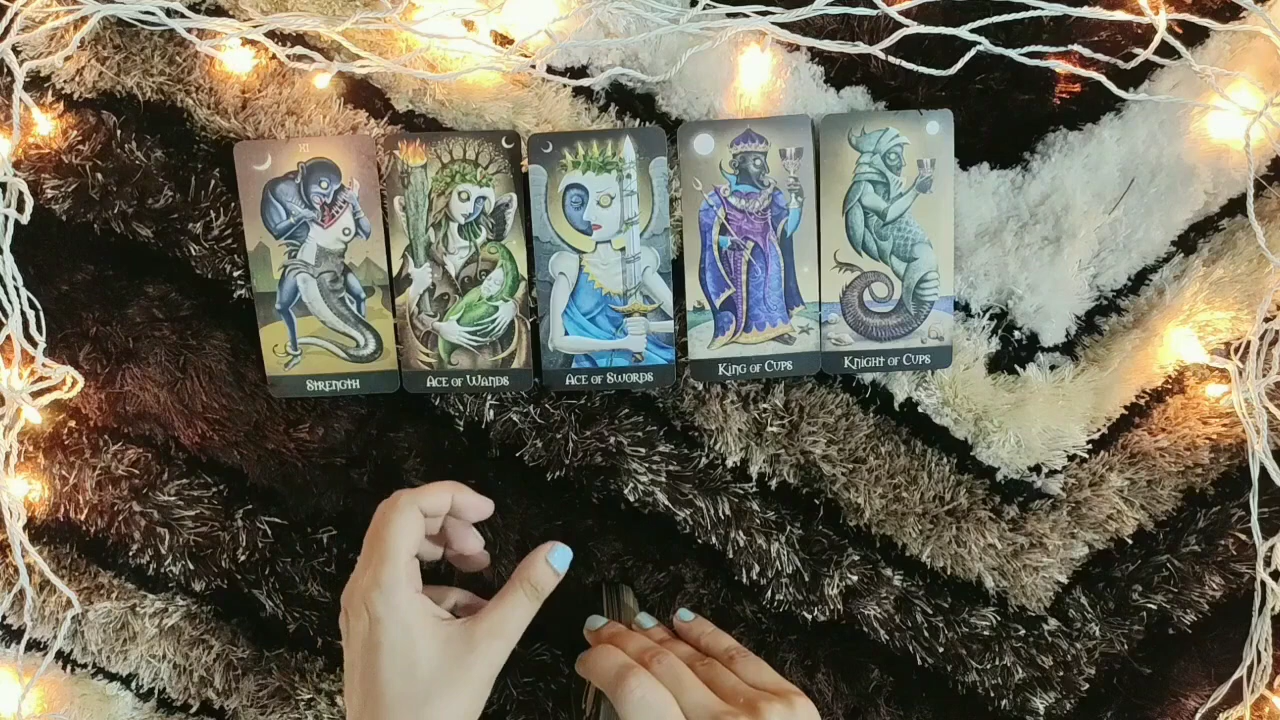 XI
Strength
Ace of Wands
Ace of Swords
King of Cups
Knight of Cups